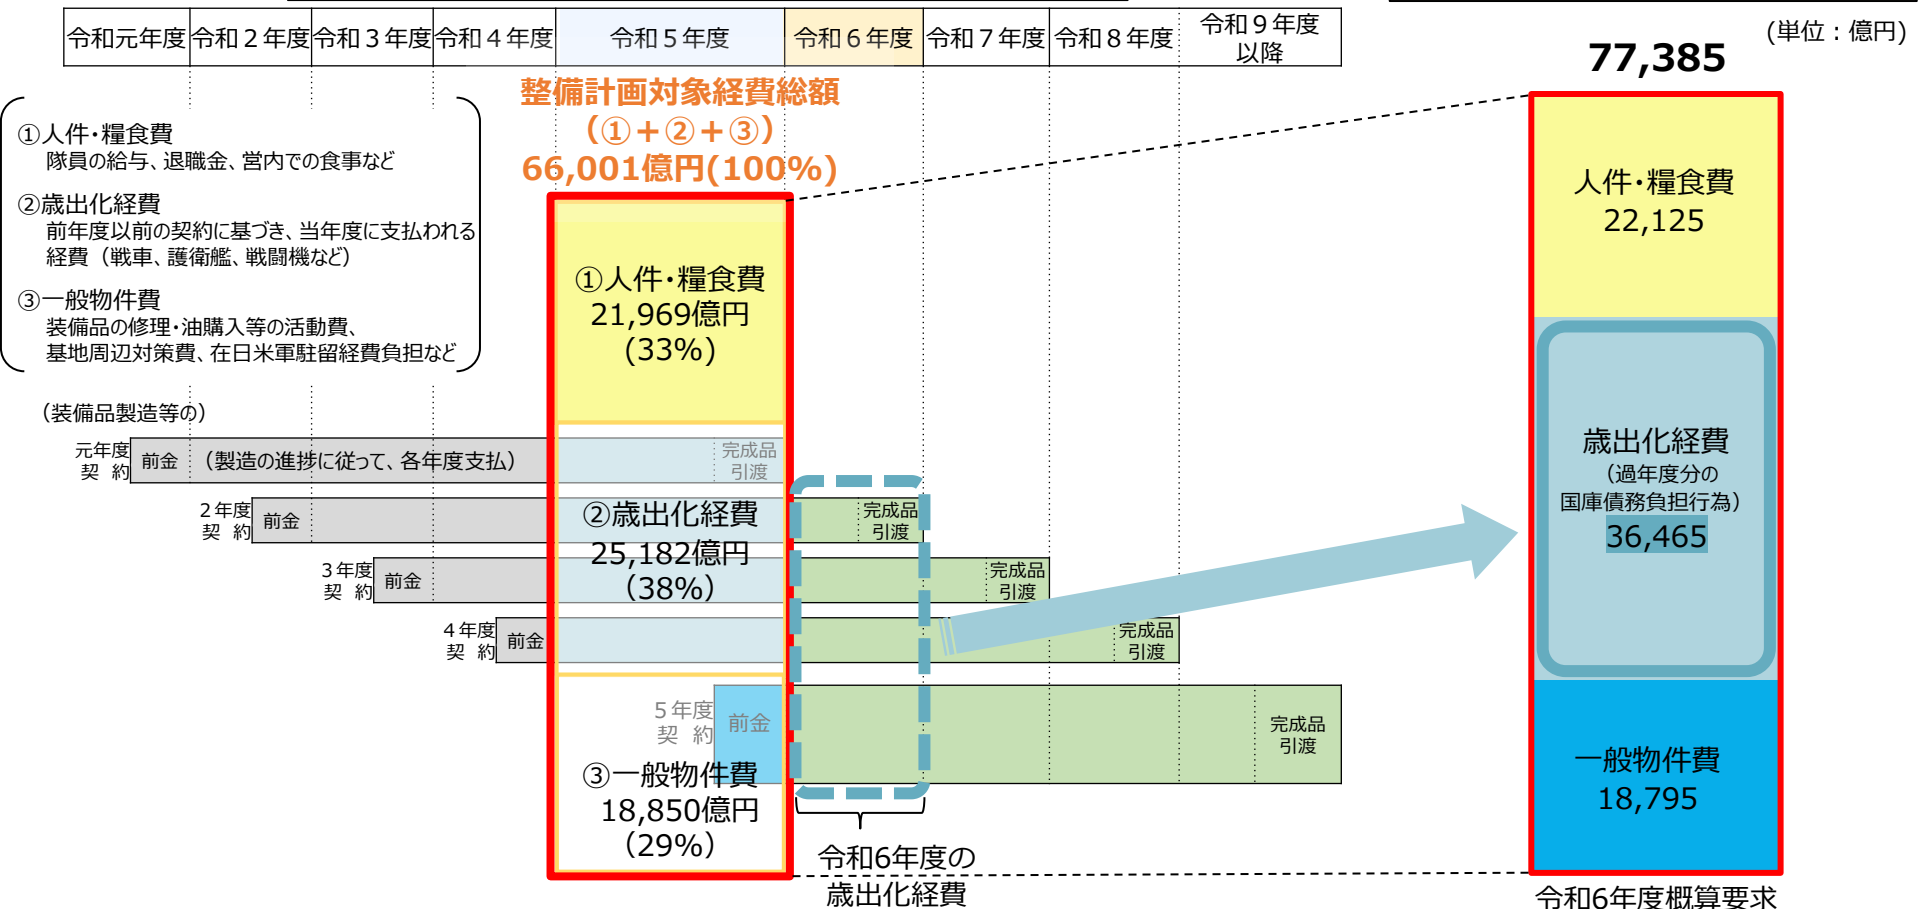 令和元年度 令和２年度 令和３年度 令和４年度 令和５年度 令和６年度 令和７年度 令和８年度 令和９年度
以降
(単位：億円)
77,385
整備計画対象経費総額
（①＋②＋③）
66,001億円(100%)
①人件・糧食費
隊員の給与、退職金、営内での食事など
②歳出化経費
前年度以前の契約に基づき、当年度に支払われる
経費（戦車、護衛艦、戦闘機など）
③一般物件費
装備品の修理・油購入等の活動費、
基地周辺対策費、在日米軍駐留経費負担など
（装備品製造等の）
①人件・糧食費
21,969億円
(33%)
元年度
契 約
前金
（製造の進捗に従って、各年度支払）
完成品
引渡
２年度
契 約
前金
②歳出化経費
25,182億円
（38%）
完成品
引渡
３年度
契 約
前金
完成品
引渡
４年度
契 約
前金
完成品
引渡
５年度
契 約
前金
完成品
引渡
③一般物件費
18,850億円
（29%）
令和6年度の
歳出化経費
人件・糧食費
22,125
歳出化経費
（過年度分の
国庫債務負担行為）
36,465
一般物件費
18,795
令和6年度概算要求